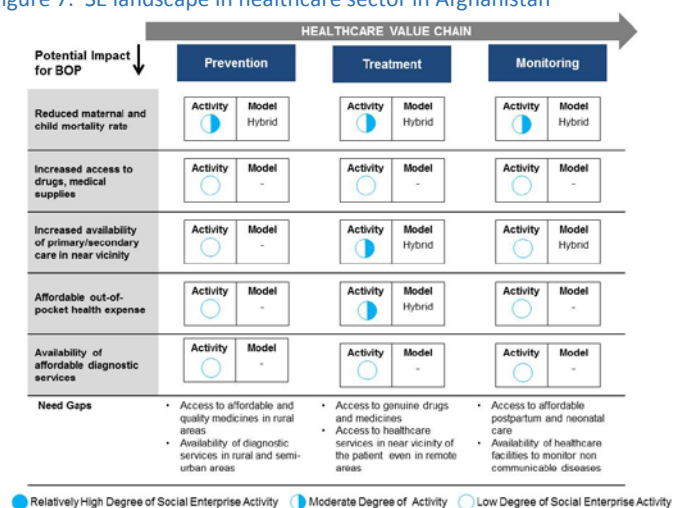 igure 7: SE landscape in healthcare sector in Afghanistan
HEALTHCARE VALUE CHAIN
Potential Impact
for BOP
Prevention
Treatment
Monitoring
Reduced maternal and
child mortality rate
Activity Model
Hybrid
Activity Model
Hybrid
Activity Model
Hybrid
Increased access to
drugs, medical
supplies
Activity Model
-
Activity Model
-
Activity Model
-
Increased availability
of primary/secondary
care in near vicinity
Activity Model
-
Activity Model
Hybrid
Activity Model
Hybrid
Affordable out-of-
pocket health expense
Activity Model
-
Activity Model
Hybrid
Activity Model
-
Availability of
affordable diagnostic
services
Activity Model
-
Activity Model
-
Activity Model
-
Need Gaps
• Access to affordable and
quality medicines in rural
areas
• Availability of diagnostic
services in rural and semi-
urban areas
• Access to genuine drugs
and medicines
• Access to healthcare
services in near vicinity of
the patient even in remote
areas
• Access to affordable
postpartum and neonatal
care
• Availability of healthcare
facilities to monitor non
communicable diseases
Relatively High Degree of Social Enterprise Activity Moderate Degree of Activity Low Degree of Social Enterprise Activity